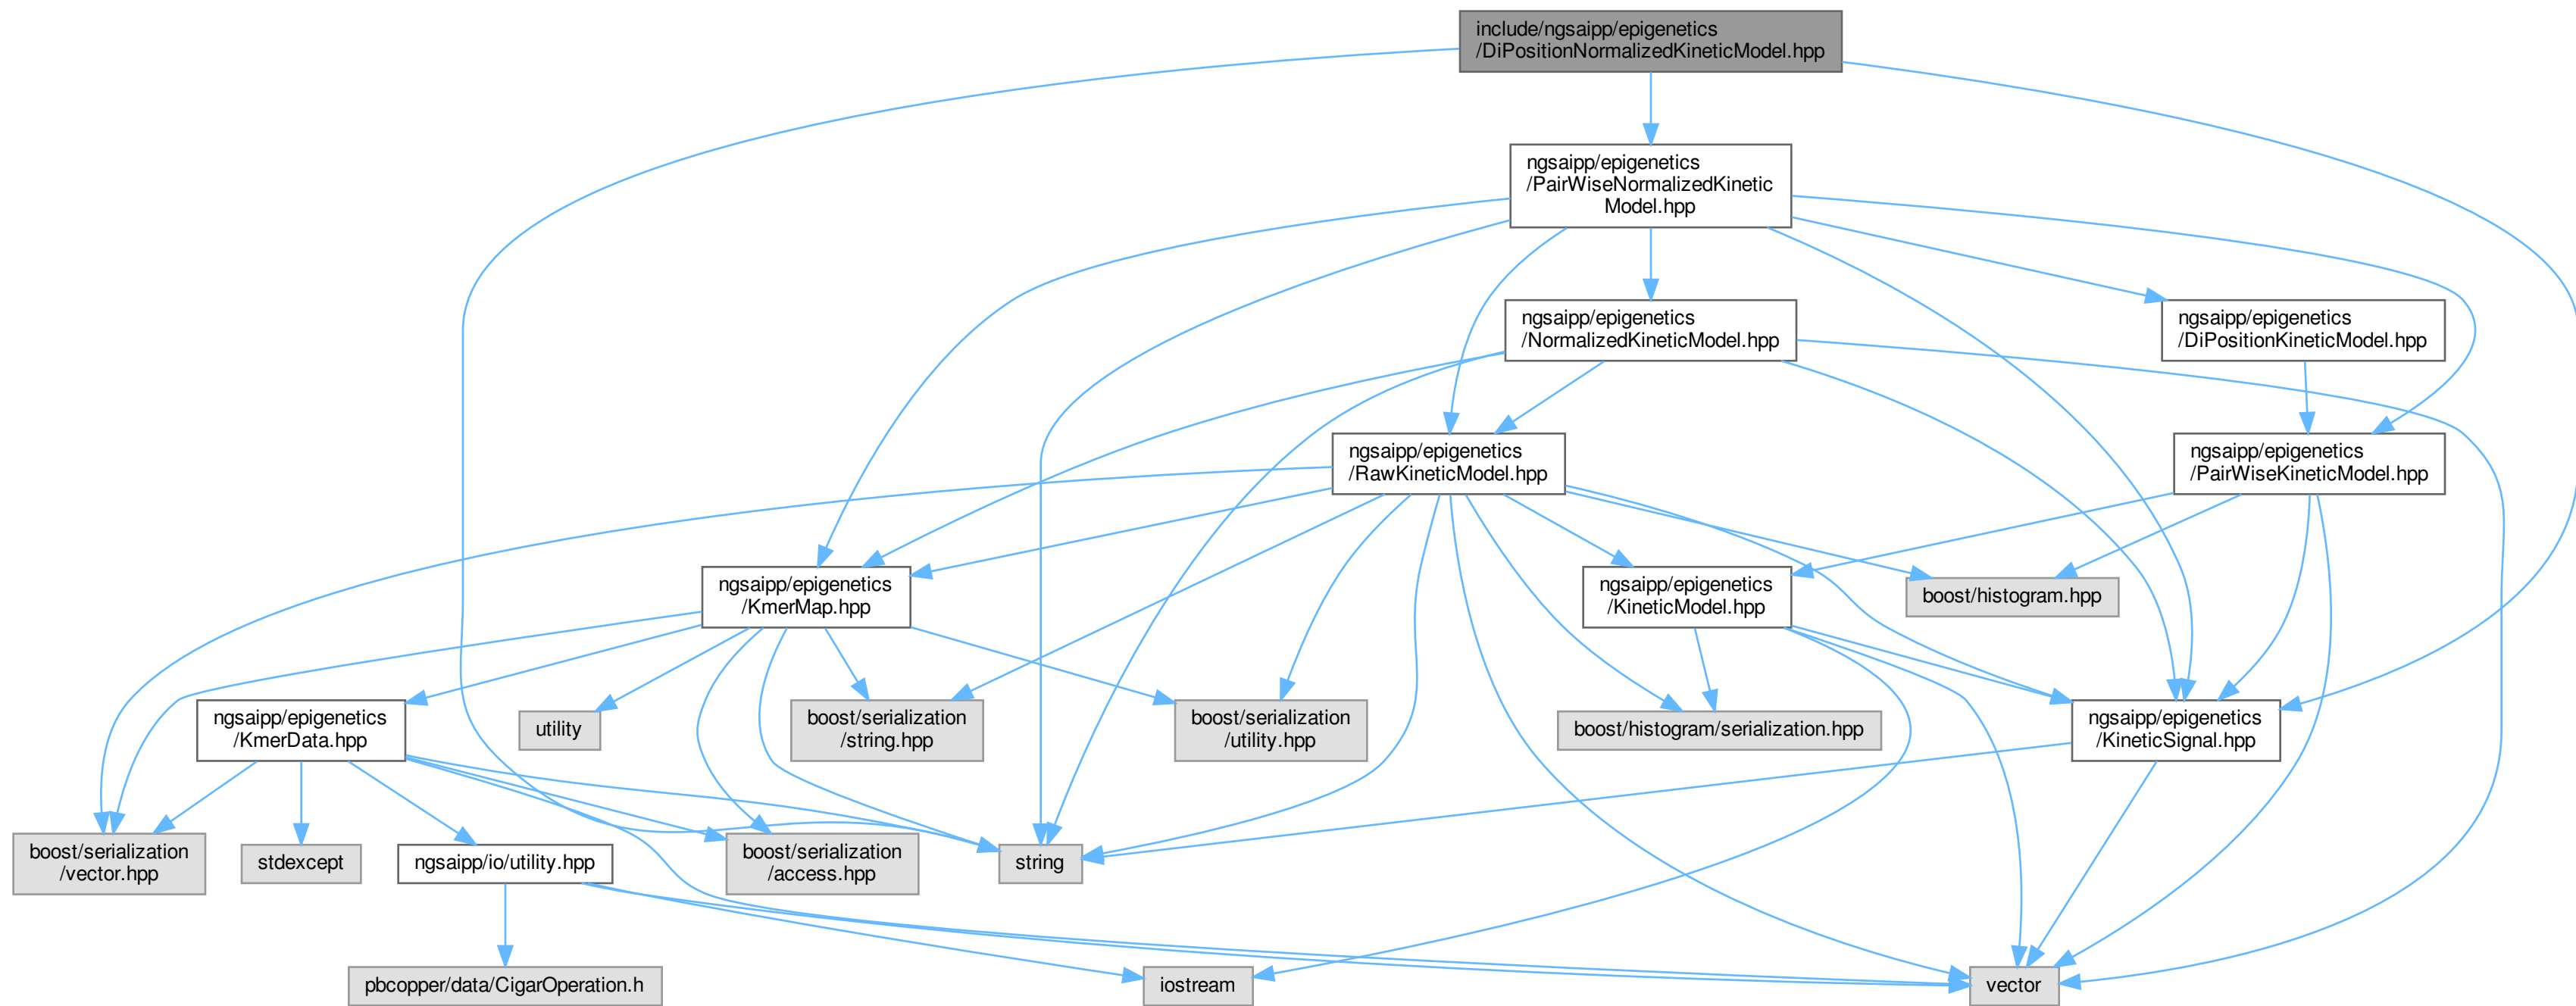 include/ngsaipp/epigenetics
/DiPositionNormalizedKineticModel.hpp
ngsaipp/epigenetics
/PairWiseNormalizedKinetic
Model.hpp
ngsaipp/epigenetics
/NormalizedKineticModel.hpp
ngsaipp/epigenetics
/DiPositionKineticModel.hpp
ngsaipp/epigenetics
/RawKineticModel.hpp
ngsaipp/epigenetics
/PairWiseKineticModel.hpp
ngsaipp/epigenetics
/KmerMap.hpp
ngsaipp/epigenetics
/KineticModel.hpp
boost/histogram.hpp
ngsaipp/epigenetics
/KmerData.hpp
utility
boost/serialization
/string.hpp
boost/serialization
/utility.hpp
boost/histogram/serialization.hpp
ngsaipp/epigenetics
/KineticSignal.hpp
boost/serialization
/vector.hpp
stdexcept
ngsaipp/io/utility.hpp
boost/serialization
/access.hpp
string
pbcopper/data/CigarOperation.h
iostream
vector